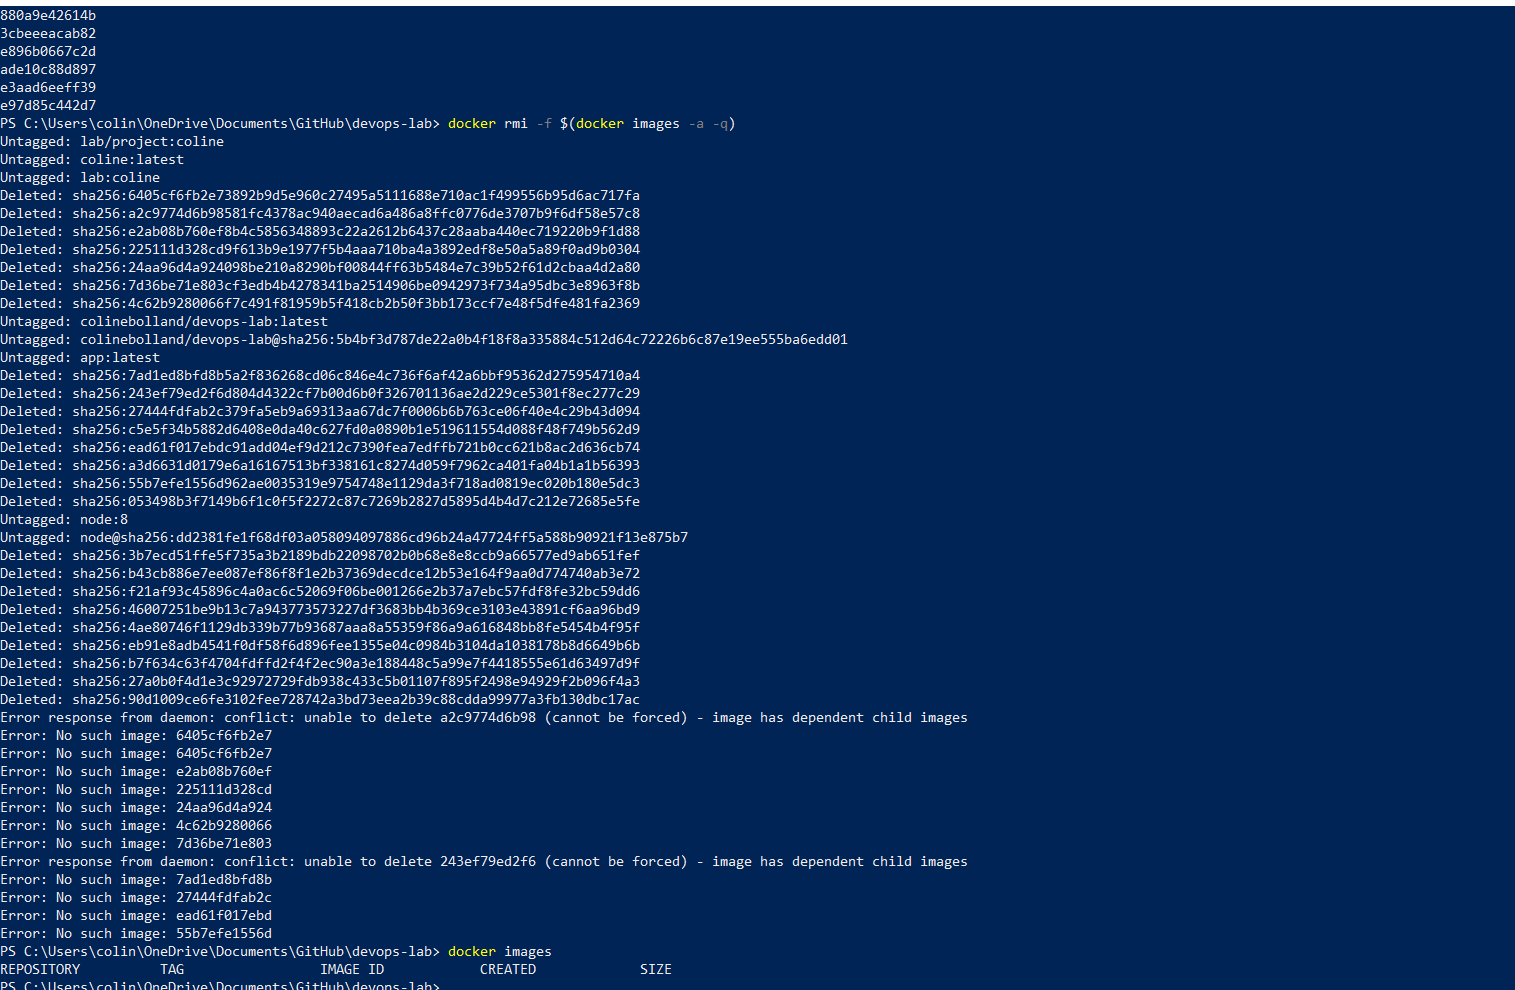 880a9e42614b
3cbeeeacab82
e896b0667c2d
ade10c88d897
e3aad6eeff39
e97d85c442d7
PS C:\Users\colin\OneDrive\Documents\GitHub\devops-lab> docker rmi -f $(docker images -a -q)
Untagged: lab/project:coline
Untagged: coline:latest
Untagged: lab:coline
Deleted: sha256:6405cf6fb2e73892b9d5e960c27495a5111688e710ac1f499556b95d6ac717fa
Deleted: sha256:a2c9774d6b98581fc4378ac940aecad6a486a8ffc0776de3707b9f6df58e57c8
Deleted: sha256:e2ab08b760ef8b4c5856348893c22a2612b6437c28aaba440ec719220b9f1d88
Deleted: sha256:225111d328cd9f613b9e1977f5b4aaa710ba4a3892edf8e50a5a89f0ad9b0304
Deleted: sha256:24aa96d4a924098be210a8290bf00844ff63b5484e7c39b52f61d2cbaa4d2a80
Deleted: sha256:7d36be71e803cf3edb4b4278341ba2514906be0942973f734a95dbc3e8963f8b
Deleted: sha256:4c62b9280066f7c491f81959b5f418cb2b50f3bb173ccf7e48f5dfe481fa2369
Untagged: colinebolland/devops-lab:latest
Untagged: colinebolland/devops-lab@sha256:5b4bf3d787de22a0b4f18f8a335884c512d64c72226b6c87e19ee555ba6edd01
Untagged: app:latest
Deleted: sha256:7ad1ed8bfd8b5a2f836268cd06c846e4c736f6af42a6bbf95362d275954710a4
Deleted: sha256:243ef79ed2f6d804d4322cf7b00d6b0f326701136ae2d229ce5301f8ec277c29
Deleted: sha256:27444fdfab2c379fa5eb9a69313aa67dc7f0006b6b763ce06f40e4c29b43d094
Deleted: sha256:c5e5f34b5882d6408e0da40c627fd0a0890b1e519611554d088f48f749b562d9
Deleted: sha256:ead61f017ebdc91add04ef9d212c7390fea7edffb721b0cc621b8ac2d636cb74
Deleted: sha256:a3d6631d0179e6a16167513bf338161c8274d059f7962ca401fa04b1a1b56393
Deleted: sha256:55b7efe1556d962ae0035319e9754748e1129da3f718ad0819ec020b180e5dc3
Deleted: sha256:053498b3f7149b6f1c0f5f2272c87c7269b2827d5895d4b4d7c212e72685e5fe
Untagged: node:8
Untagged: node@sha256:dd2381fe1f68df03a058094097886cd96b24a47724ff5a588b90921f13e875b7
Deleted: sha256:3b7ecd51ffe5f735a3b2189bdb22098702b0b68e8e8ccb9a66577ed9ab651fef
Deleted: sha256:b43cb886e7ee087ef86f8f1e2b37369decdce12b53e164f9aa0d774740ab3e72
Deleted: sha256:f21af93c45896c4a0ac6c52069f06be001266e2b37a7ebc57fdf8fe32bc59dd6
Deleted: sha256:46007251be9b13c7a943773573227df3683bb4b369ce3103e43891cf6aa96bd9
Deleted: sha256:4ae80746f1129db339b77b93687aaa8a55359f86a9a616848bb8fe5454b4f95f
Deleted: sha256:eb91e8adb4541f0df58f6d896fee1355e04c0984b3104da1038178b8d6649b6b
Deleted: sha256:b7f634c63f4704fdffd2f4f2ec90a3e188448c5a99e7f4418555e61d63497d9f
Deleted: sha256:27a0b0f4d1e3c92972729fdb938c433c5b01107f895f2498e94929f2b096f4a3
Deleted: sha256:90d1009ce6fe3102fee728742a3bd73eea2b39c88cdda99977a3fb130dbc17ac
Error response from daemon: conflict: unable to delete a2c9774d6b98 (cannot be forced) - image has dependent child images
Error: No such image: 6405cf6fb2e7
Error: No such image: 6405cf6fb2e7
Error: No such image: e2ab08b760ef
Error: No such image: 225111d328cd
Error: No such image: 24aa96d4a924
Error: No such image: 4c62b9280066
Error: No such image: 7d36be71e803
Error response from daemon: conflict: unable to delete 243ef79ed2f6 (cannot be forced) - image has dependent child images
Error: No such image: 7ad1ed8bfd8b
Error: No such image: 27444fdfab2c
Error: No such image: ead61f017ebd
Error: No such image: 55b7efe1556d
PS C:\Users\colin\OneDrive\Documents\GitHub\devops-lab> docker images
REPOSITORY TAG IMAGE ID CREATED SIZE
PS C:\Users\colin\OneDrive\Documents\GitHub\devops-lab>